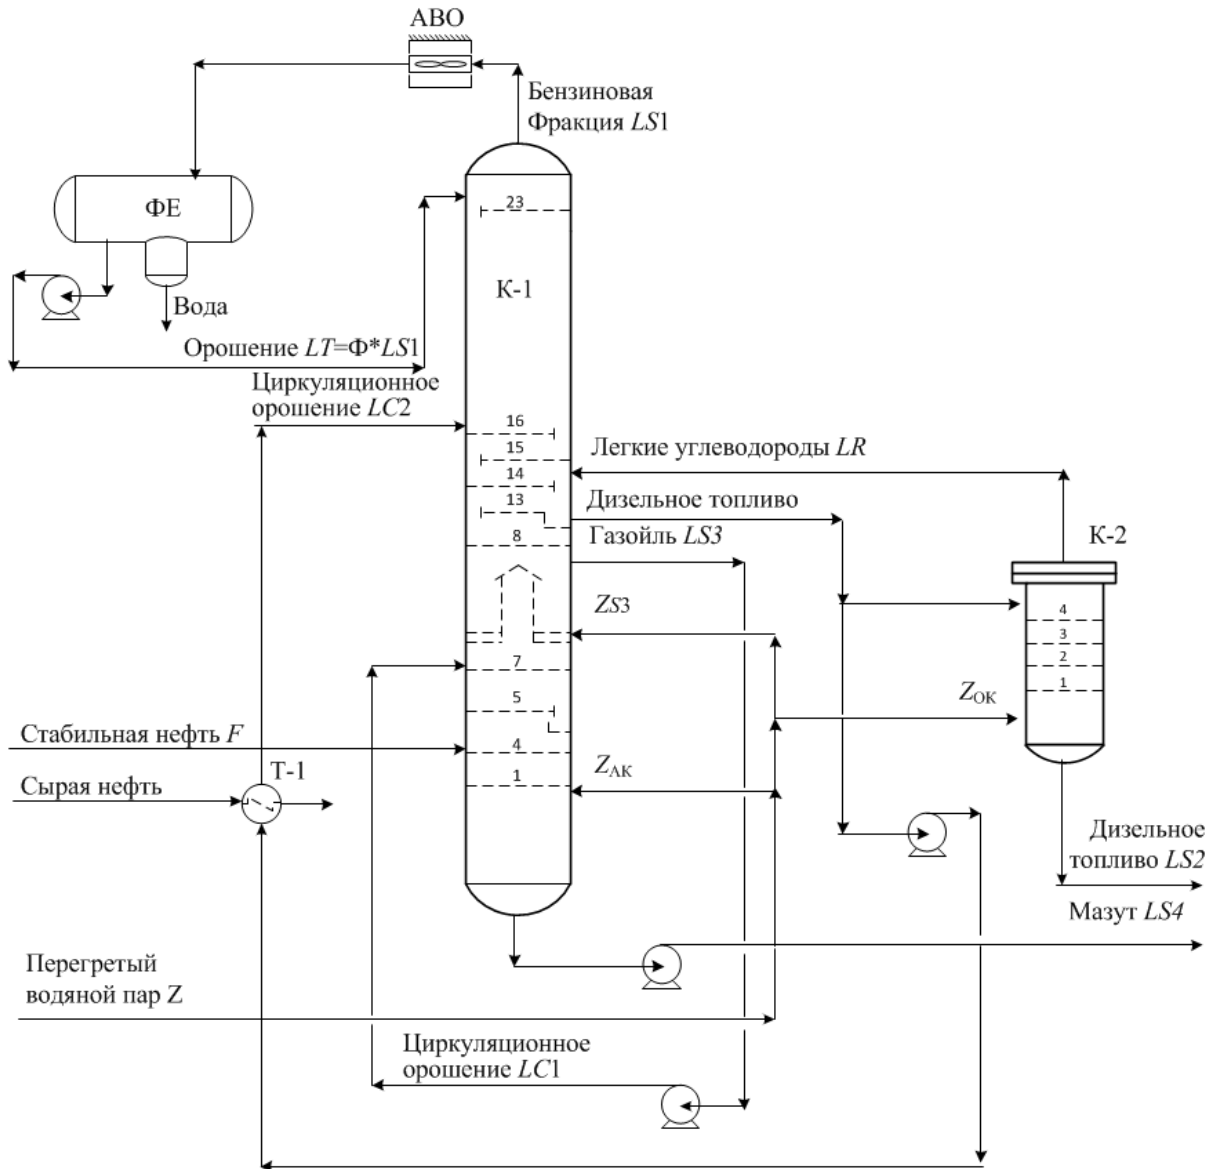 АВО
Бензиновая
Фракция LS1
ФЕ
23
К-1
Вода
Орошение LT=Ф*LS1
Циркуляционное
орошение LC2
16
15
14
13
8
Легкие углеводороды LR
Дизельное топливо
Газойль LS3
К-2
ZS3
4
3
2
1
7
5
ZОК
Стабильная нефть F
4
Т-1
ZАК
1
Сырая нефть
Дизельное
топливо LS2
Мазут LS4
Перегретый
водяной пар Z
Циркуляционное
орошение LC1